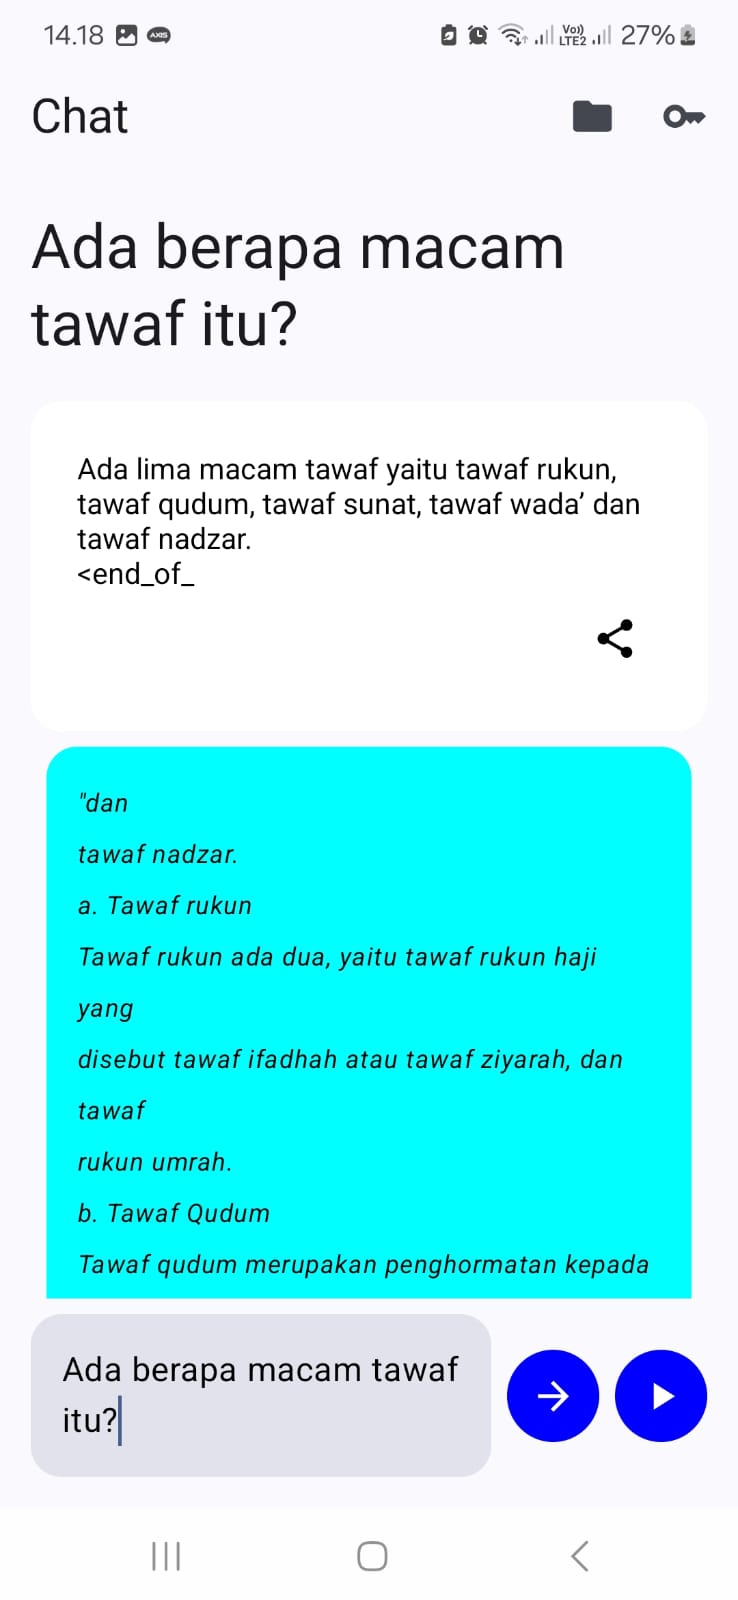 14.18 AXIS Vo)) LTE2 27%
Chat
Ada berapa macam
tawaf itu?
Ada lima macam tawaf yaitu tawaf rukun,
tawaf qudum, tawaf sunat, tawaf wada’ dan
tawaf nadzar.
<end_of_
"dan
tawaf nadzar.
a. Tawaf rukun
Tawaf rukun ada dua, yaitu tawaf rukun haji
yang
disebut tawaf ifadhah atau tawaf ziyarah, dan
tawaf
rukun umrah.
b. Tawaf Qudum
Tawaf qudum merupakan penghormatan kepada
Ada berapa macam tawaf
itu?